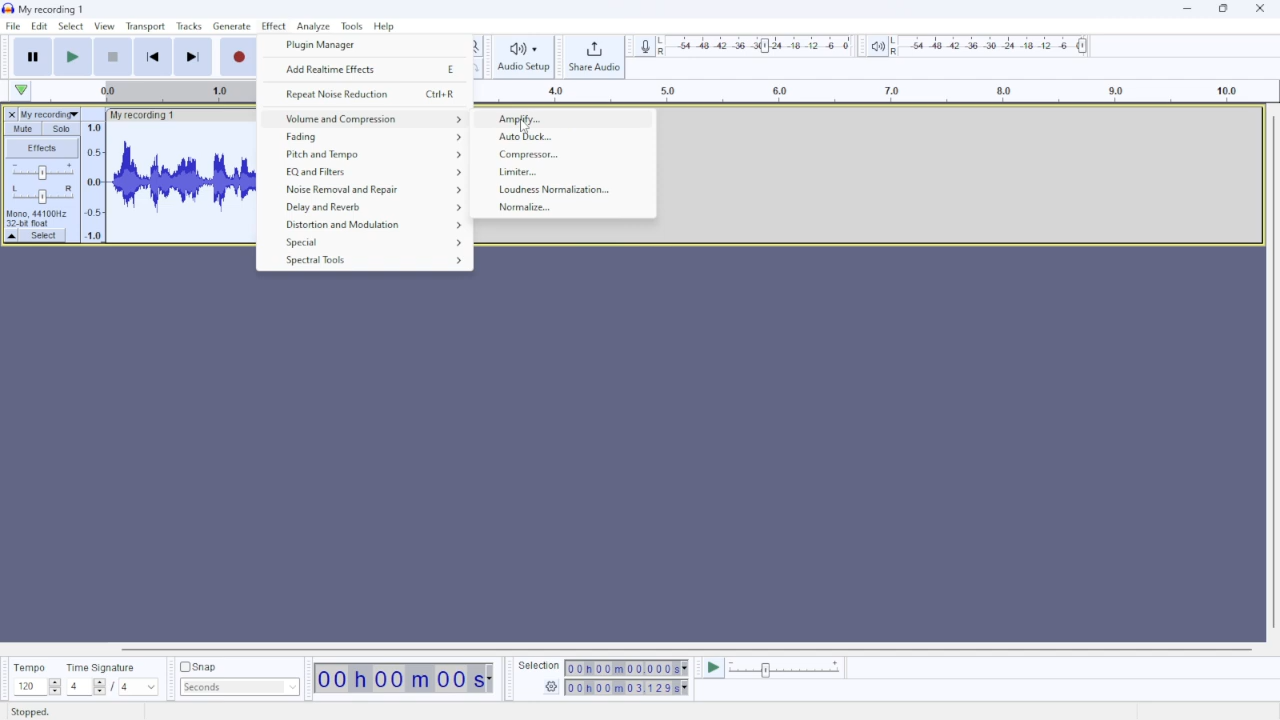 My recording 1
File Edit Select View Transport Tracks Generate Effect Analyze Tools Help
Plugin Manager
Add Realtime Effects E
Repeat Noise Reduction Ctrl+R
Volume and Compression
Fading
Pitch and Tempo
EQ and Filters
Noise Removal and Repair
Delay and Reverb
Distortion and Modulation
Special
Spectral Tools
Amplify...
Auto Duck...
Compressor...
Limiter...
Loudness Normalization...
Normalize...
Audio Setup
Share Audio
L
R
-54 -48 -42 -36 -30 -24 -18 -12 -6 0
L
R
-54 -48 -42 -36 -30 -24 -18 -12 -6 0
0.0 1.0 4.0 5.0 6.0 7.0 8.0 9.0 10.0
My recording
My recording 1
Mute Solo
Effects
- +
L R
Mono, 44100Hz
32-bit float
Select
1.0
0.5
0.0
-0.5
-1.0
Tempo
120
Time Signature
4 / 4
Snap
Seconds
00 h 00 m 00 s
Selection
00 h 00 m 00.000 s
00 h 00 m 03.129 s
- +
Stopped.